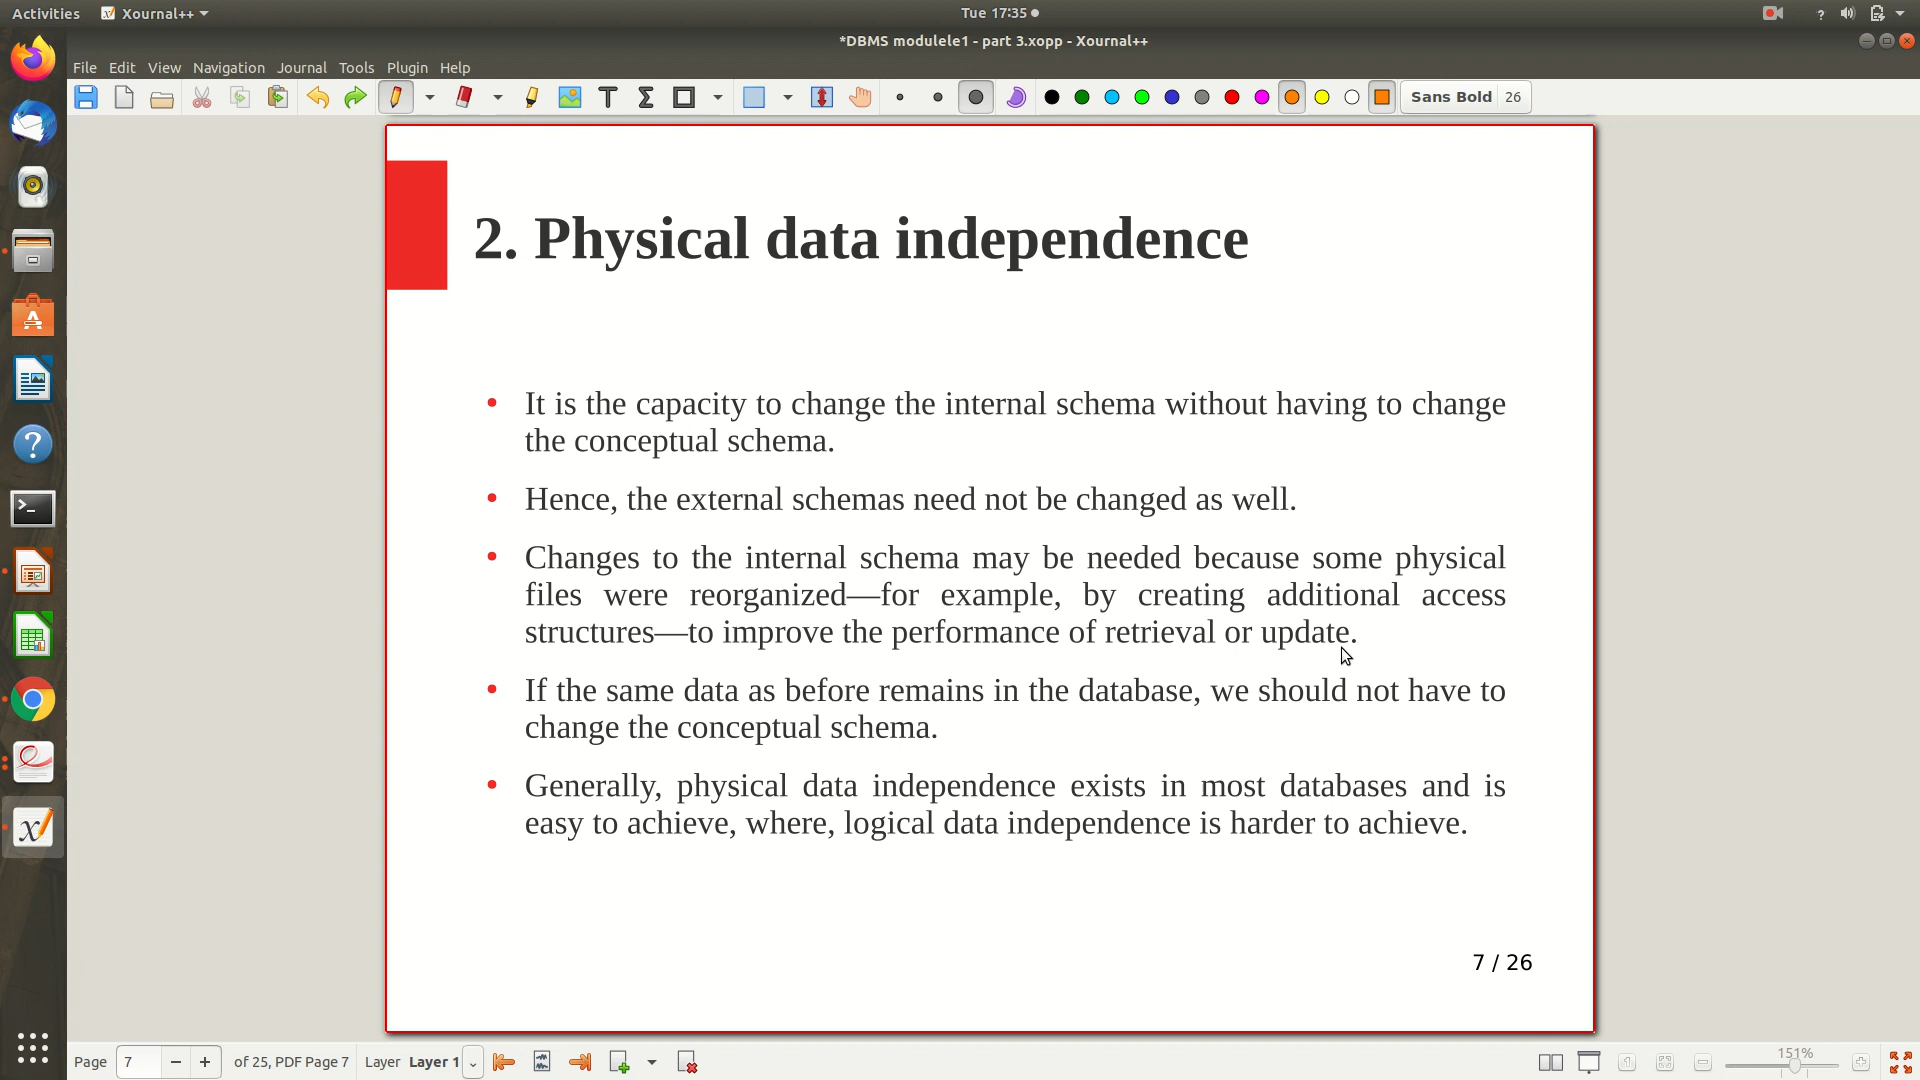 Activities Xournal++ Tue 17:35 ?
*DBMS modulele1 - part 3.xopp - Xournal++
File Edit View Navigation Journal Tools Plugin Help
Sans Bold 26
2. Physical data independence
• It is the capacity to change the internal schema without having to change
the conceptual schema.
• Hence, the external schemas need not be changed as well.
• Changes to the internal schema may be needed because some physical
files were reorganized—for example, by creating additional access
structures—to improve the performance of retrieval or update.
• If the same data as before remains in the database, we should not have to
change the conceptual schema.
• Generally, physical data independence exists in most databases and is
easy to achieve, where, logical data independence is harder to achieve.
7 / 26
Page 7 of 25, PDF Page 7 Layer Layer 1 151%